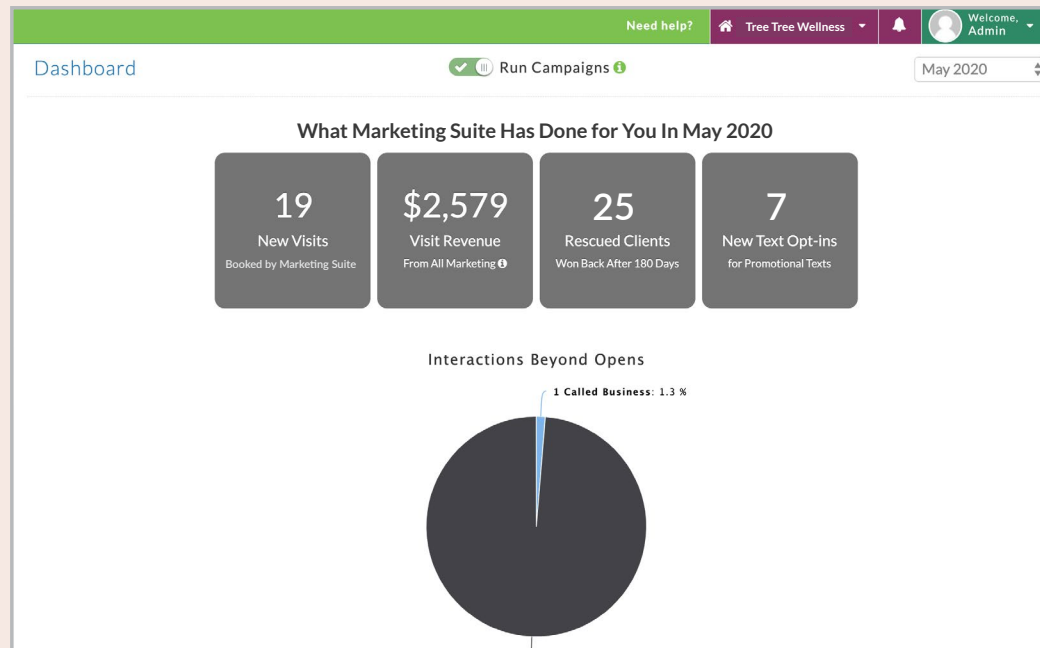 Need help?
Tree Tree Wellness
Welcome,
Admin
Dashboard
Run Campaigns
May 2020
What Marketing Suite Has Done for You In May 2020
19
New Visits
Booked by Marketing Suite
$2,579
Visit Revenue
From All Marketing
25
Rescued Clients
Won Back After 180 Days
7
New Text Opt-ins
for Promotional Texts
Interactions Beyond Opens
1 Called Business: 1.3 %